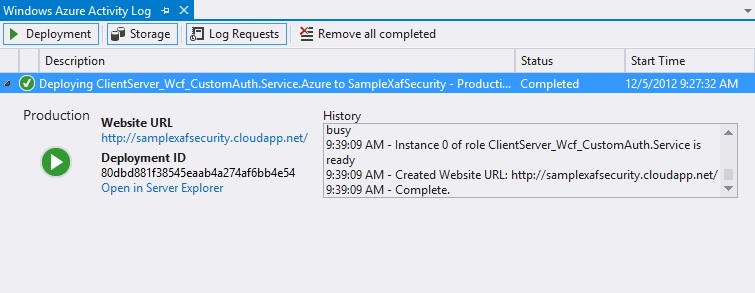 Windows Azure Activity Log
Deployment Storage Log Requests Remove all completed
Description Status Start Time
Deploying ClientServer_Wcf_CustomAuth.Service.Azure to SampleXafSecurity - Producti... Completed 12/5/2012 9:27:32 AM
Production
Website URL
http://samplexafsecurity.cloudapp.net/
Deployment ID
80dbd881f38545eaab4a274af6bb4e54
Open in Server Explorer
History
busy
9:39:09 AM - Instance 0 of role ClientServer_Wcf_CustomAuth.Service is
ready
9:39:09 AM - Created Website URL: http://samplexafsecurity.cloudapp.net/
9:39:09 AM - Complete.